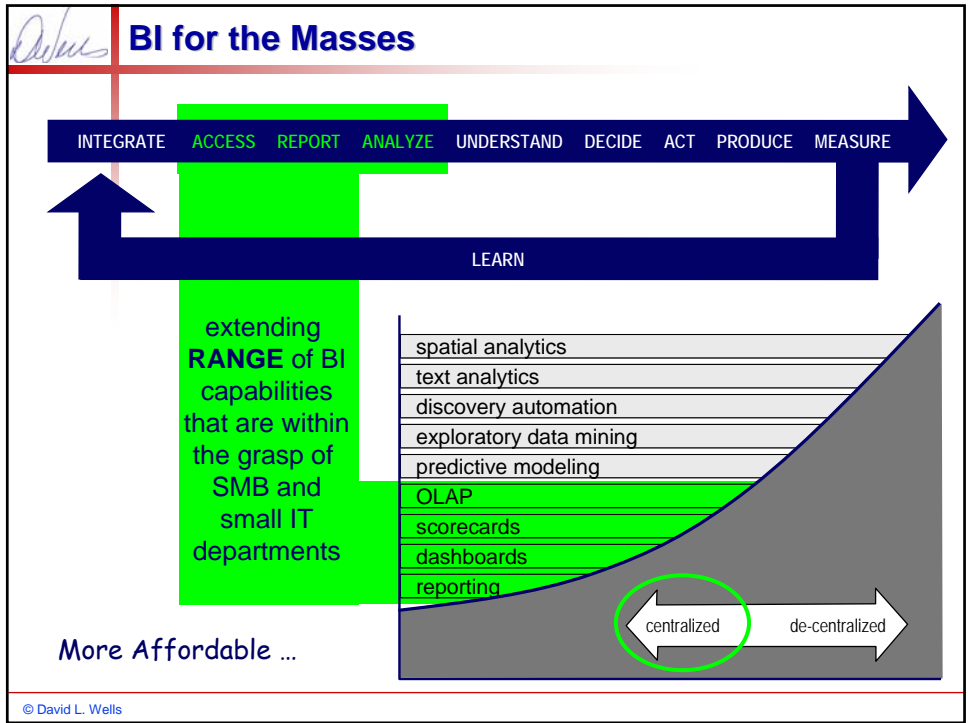 BI for the Masses
INTEGRATE ACCESS REPORT ANALYZE UNDERSTAND DECIDE ACT PRODUCE MEASURE
LEARN
extending
RANGE of BI
capabilities
that are within
the grasp of
SMB and
small IT
departments
spatial analytics
text analytics
discovery automation
exploratory data mining
predictive modeling
OLAP
scorecards
dashboards
reporting
centralized de-centralized
More Affordable ...
© David L. Wells